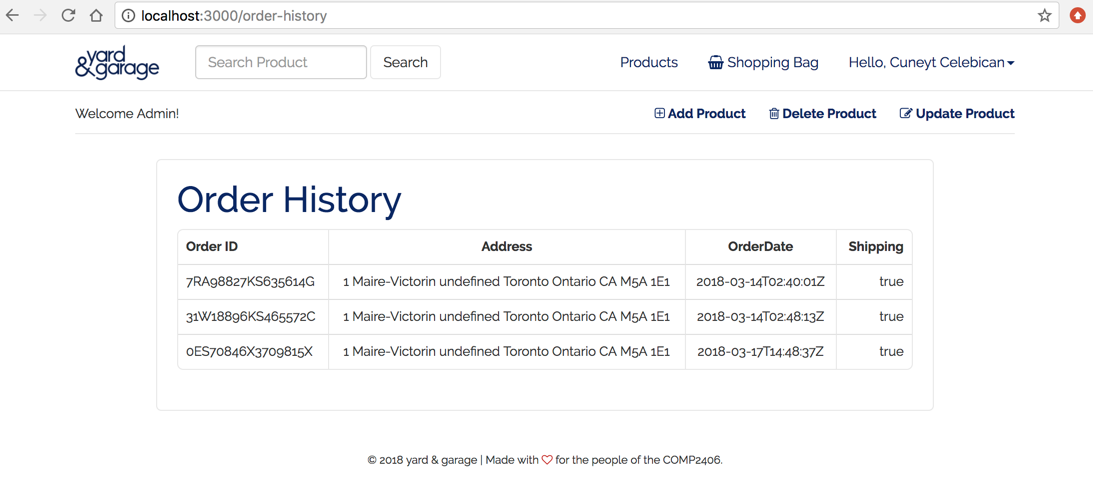 localhost:3000/order-history
yard &garage Search Product Search Products Shopping Bag Hello, Cuneyt Celebican
Welcome Admin! Add Product Delete Product Update Product
Order History
Order ID Address OrderDate Shipping
7RA98827KS635614G 1 Maire-Victorin undefined Toronto Ontario CA M5A 1E1 2018-03-14T02:40:01Z true
31W18896KS465572C 1 Maire-Victorin undefined Toronto Ontario CA M5A 1E1 2018-03-14T02:48:13Z true
0ES70846X3709815X 1 Maire-Victorin undefined Toronto Ontario CA M5A 1E1 2018-03-17T14:48:37Z true
© 2018 yard & garage | Made with ♡ for the people of the COMP2406.